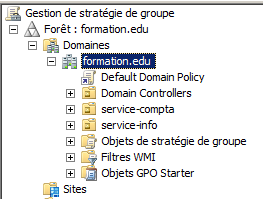 Gestion de stratégie de groupe
Forêt : formation.edu
Domaines
formation.edu
Default Domain Policy
Domain Controllers
service-compta
service-info
Objets de stratégie de groupe
Filtres WMI
Objets GPO Starter
Sites